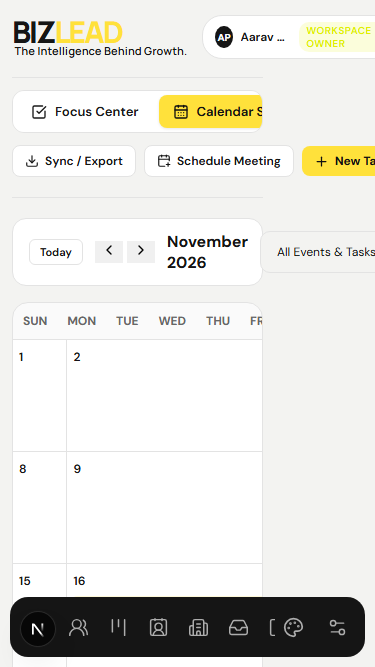 BIZLEAD
The Intelligence Behind Growth.
AP Aarav ... WORKSPACE
OWNER
Focus Center Calendar S
Sync / Export Schedule Meeting New Ta
Today November
2026
All Events & Tasks
SUN MON TUE WED THU FR
1 2
8 9
15 16
N